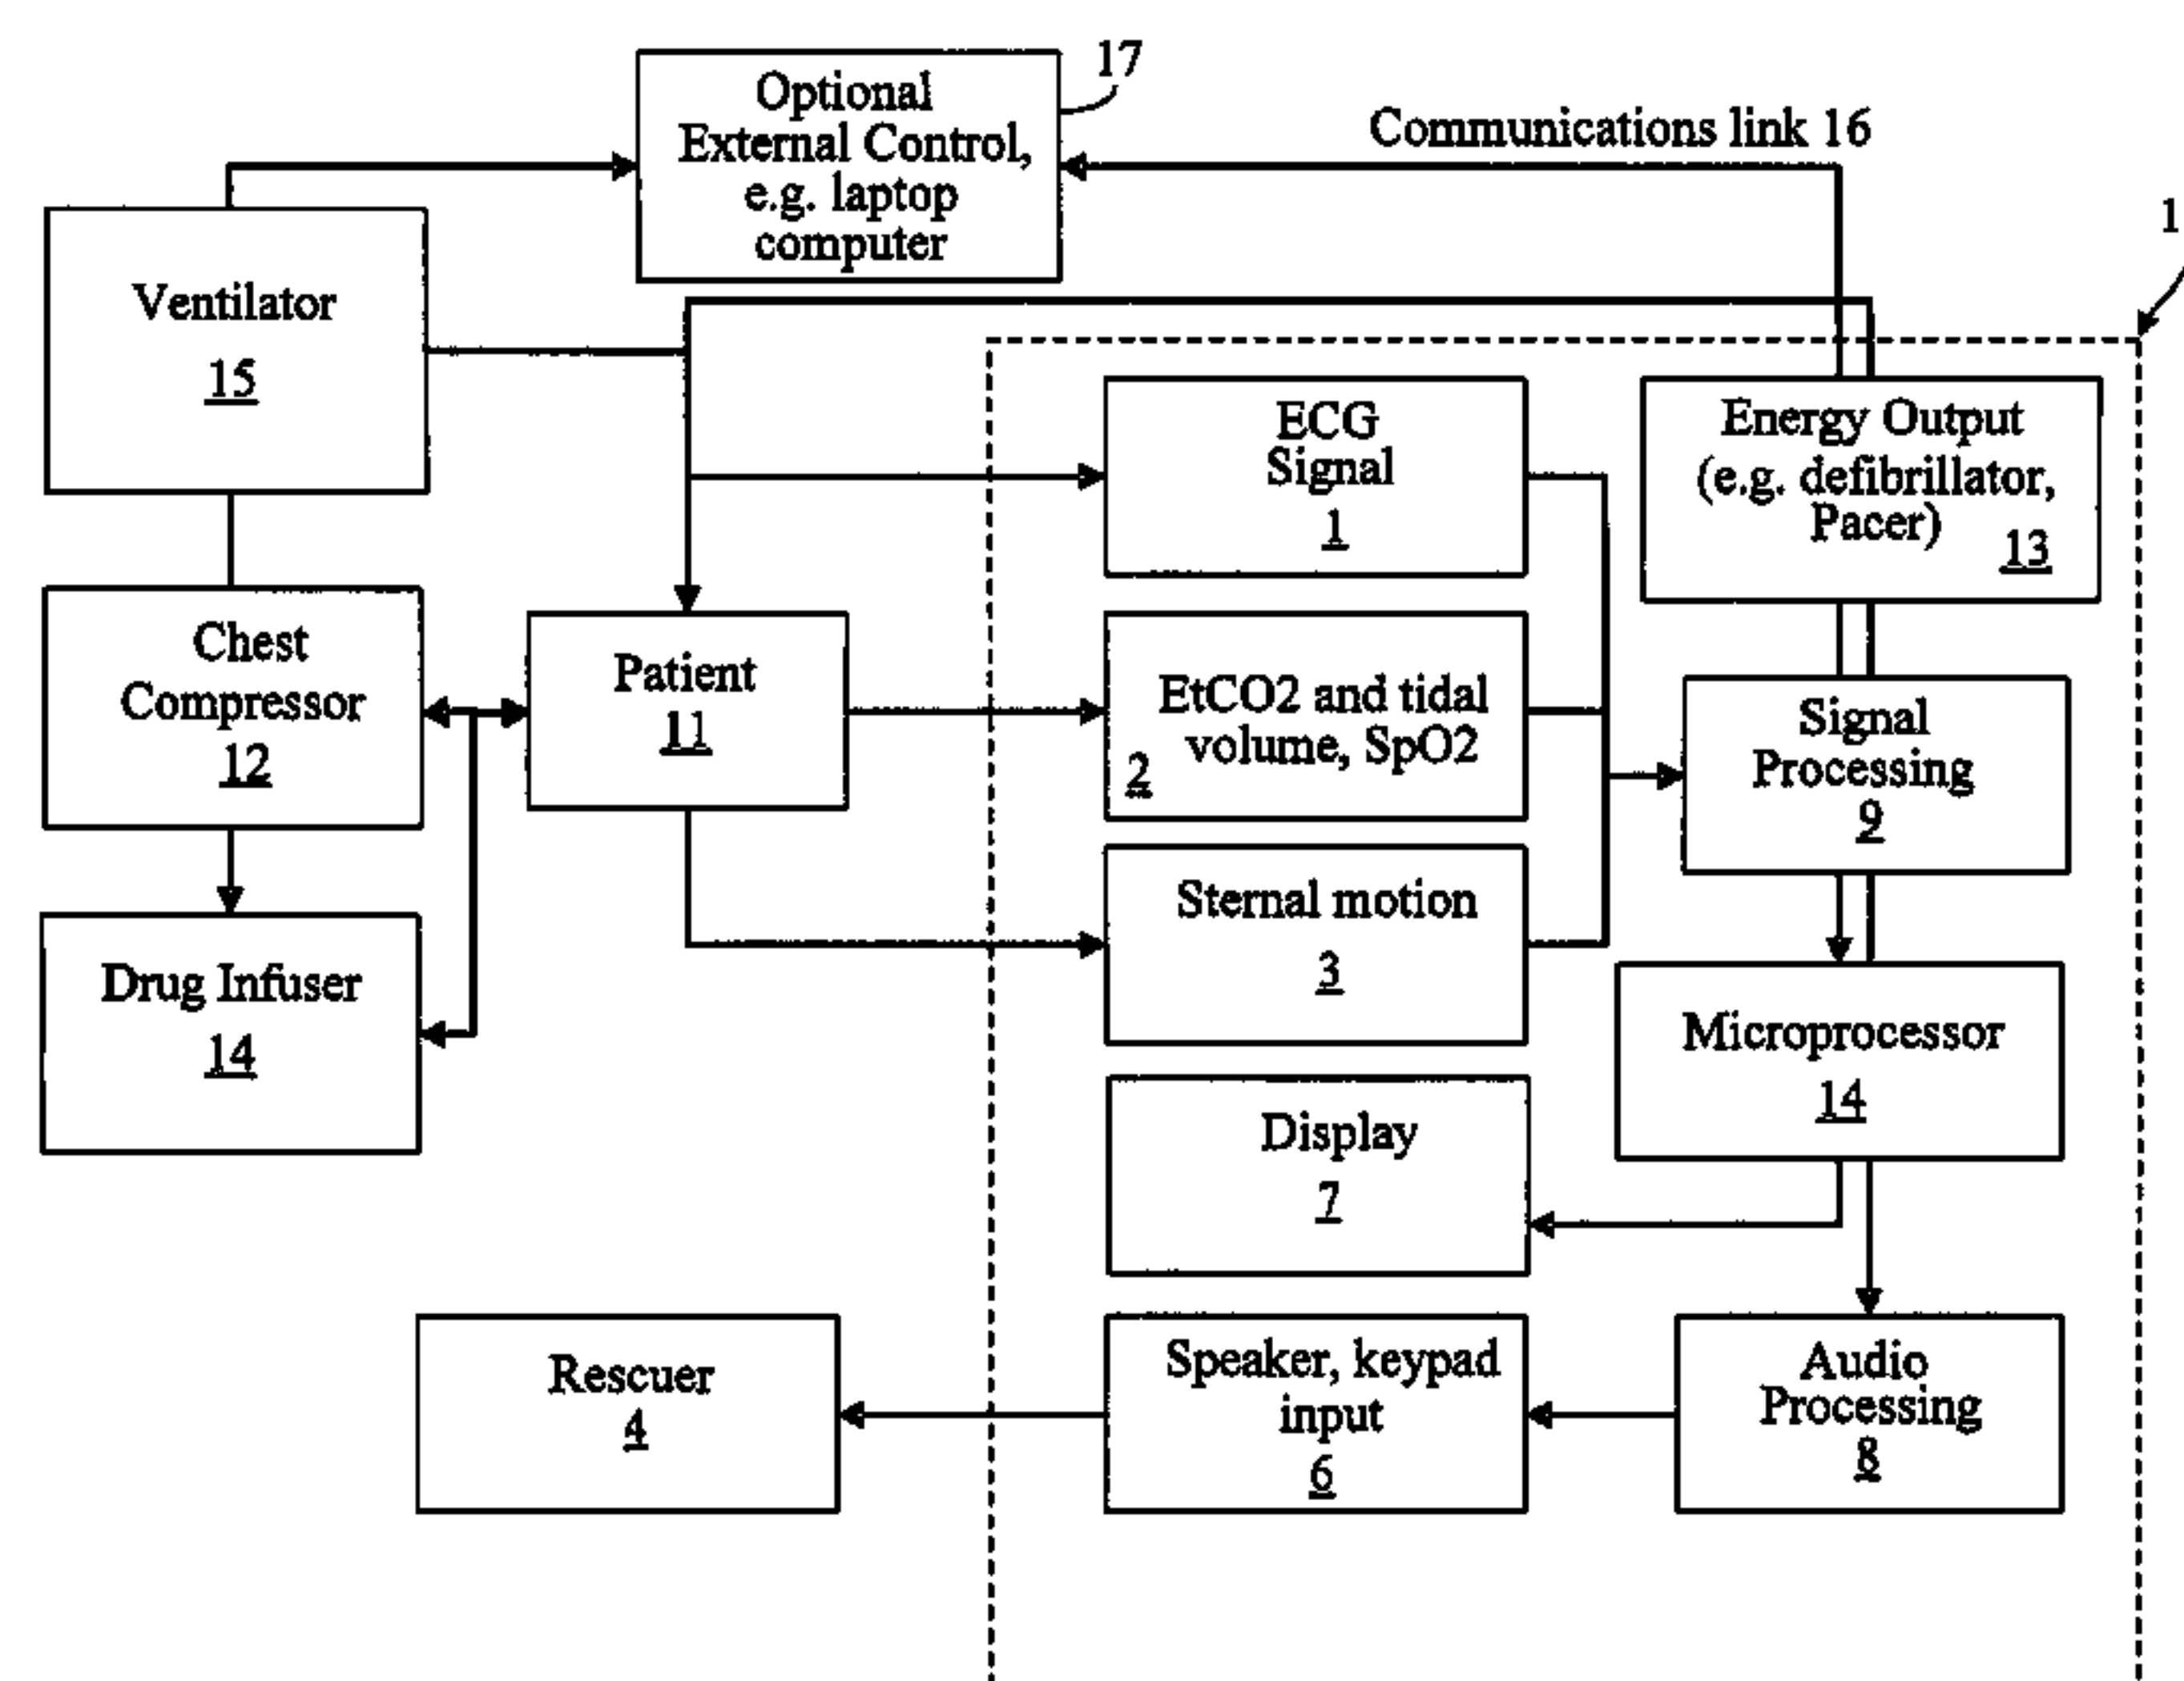 17
Optional
External Control,
e.g. laptop
computer
Communications link 16
1
Ventilator
15
ECG
Signal
1
Energy Output
(e.g. defibrillator,
Pacer)
13
Chest
Compressor
12
Patient
11
EtCO2 and tidal
volume, SpO2
2
Signal
Processing
9
Drug Infuser
14
Sternal motion
3
Microprocessor
14
Display
7
Rescuer
4
Speaker, keypad
input
6
Audio
Processing
8